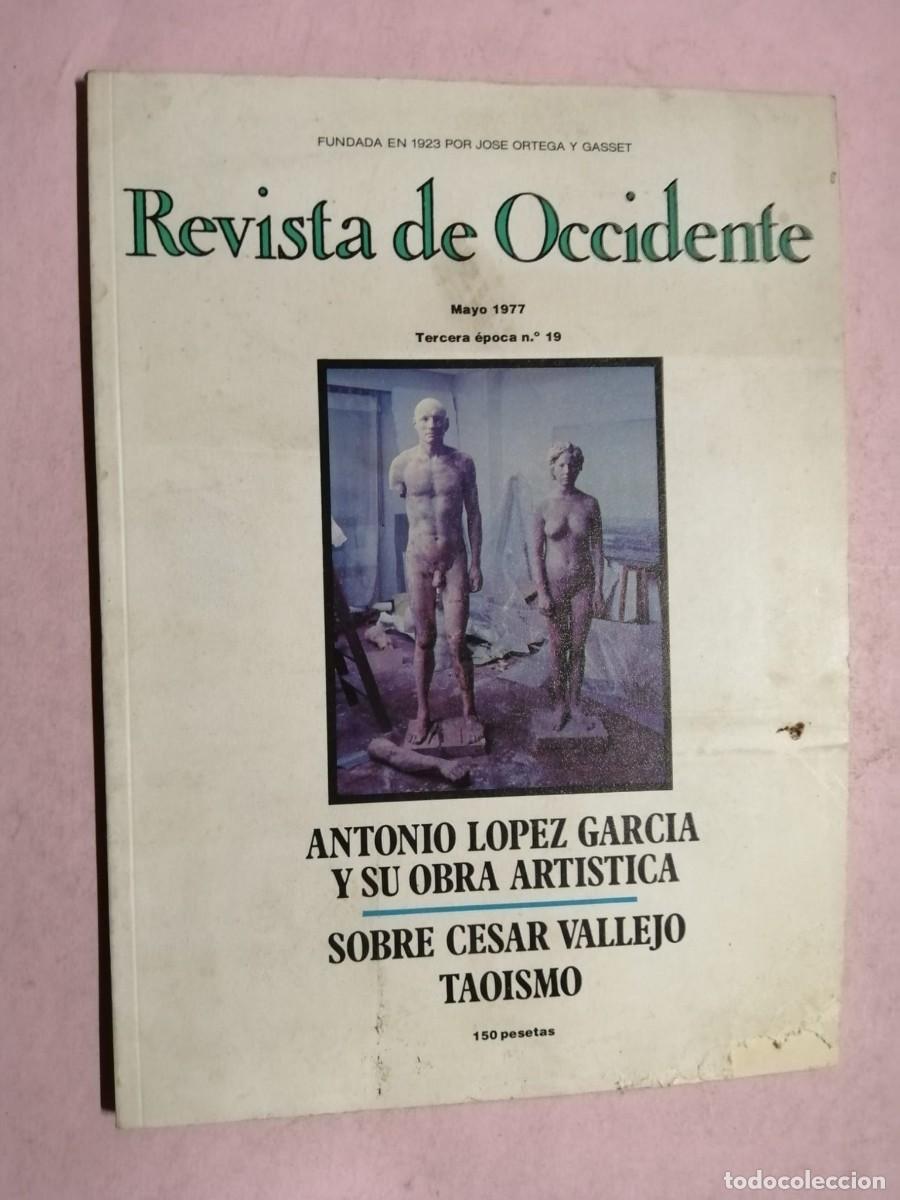 FUNDADA EN 1923 POR JOSE ORTEGA Y GASSET
Revista de Occidente
Mayo 1977
Tercera época n.º 19
ANTONIO LOPEZ GARCIA
Y SU OBRA ARTISTICA
SOBRE CESAR VALLEJO
TAOISMO
150 pesetas
todocoleccion